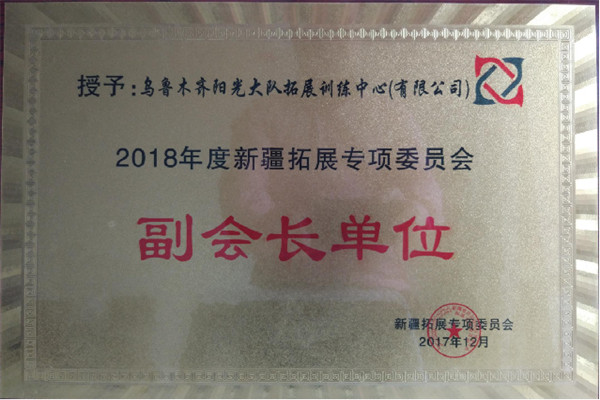 授予:乌鲁木齐阳光大队拓展训练中心(有限公司)
2018年度新疆拓展专项委员会
副会长单位
新疆拓展专项委员会
2017年12月